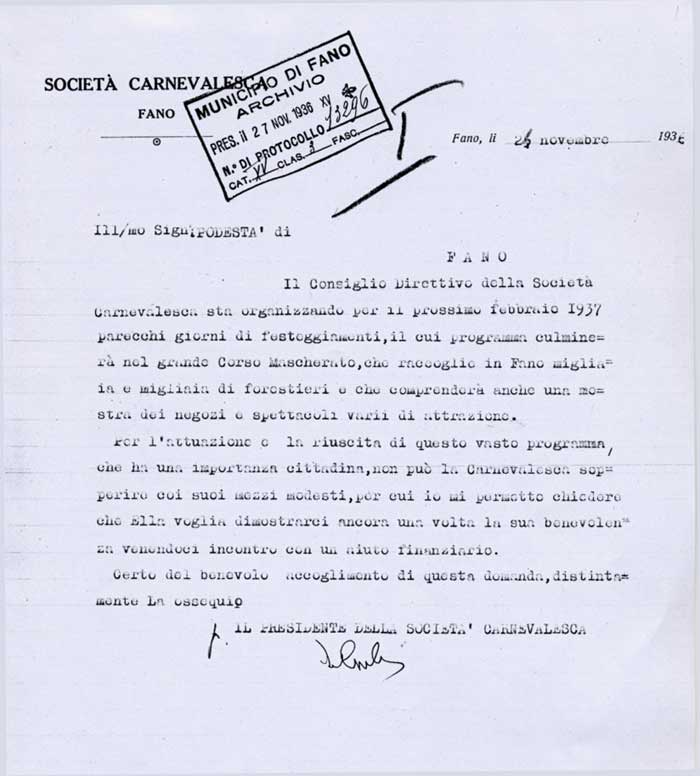 SOCIETÀ CARNEVALESCA
FANO
MUNICIPIO DI FANO
ARCHIVIO
PRES. il 27 NOV. 1936 XV
N.° DI PROTOCOLLO 13296
CAT. XV CLAS. 3 FASC.
Fano, li 24 novembre 1936
Ill/mo Sign: PODESTA' di
F A N O
Il Consiglio Direttivo della Società
Carnevalesca sta organizzando per il prossimo febbraio 1937
parecchi giorni di festeggiamenti,il cui programma culmine=
rà nel grande Corso Mascherato,che raccoglie in Fano miglia=
ia e migliaia di forestieri e che comprenderà anche una mo=
stra dei negozi e spettacoli varii di attrazione.
Per l'attuazione e la riuscita di questo vasto programma,
che ha una importanza cittadina,non può la Carnevalesca sop=
perire coi suoi mezzi modesti,per cui io mi permetto chiedere
che Ella voglia dimostrarci ancora una volta la sua benevolen=
za venendoci incontro con un aiuto finanziario.
Certo del benevolo accoglimento di questa domanda,distinta=
mente La ossequio
IL PRESIDENTE DELLA SOCIETA' CARNEVALESCA